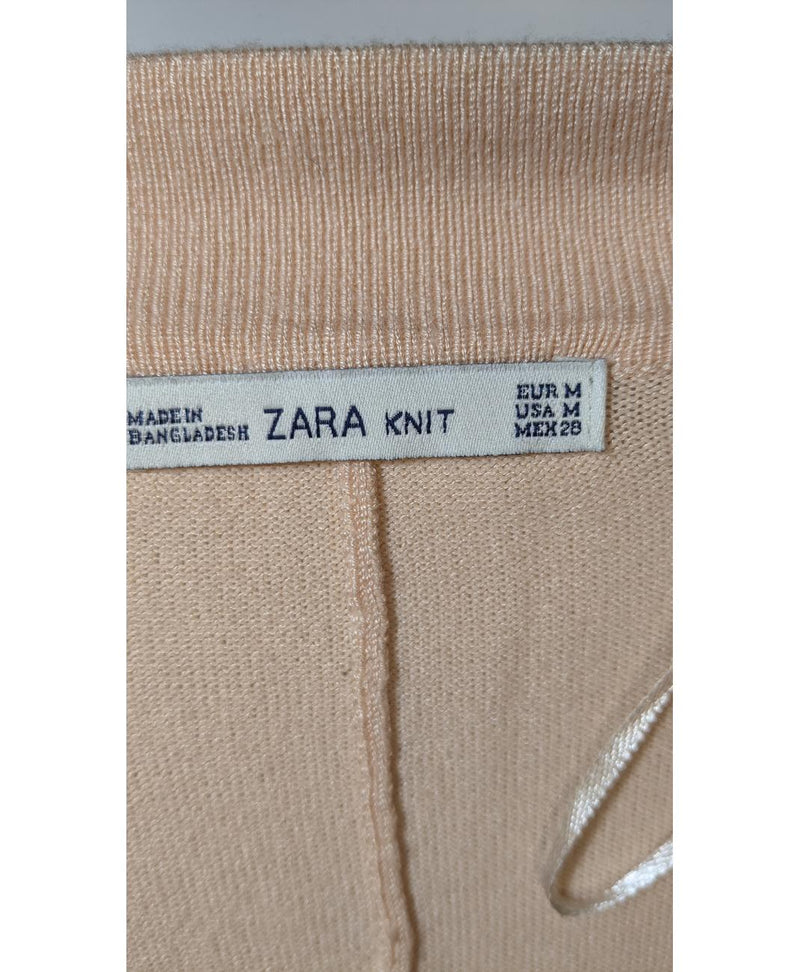 MADE IN
BANGLADESH
ZARA KNIT
EUR M
USA M
MEX 28